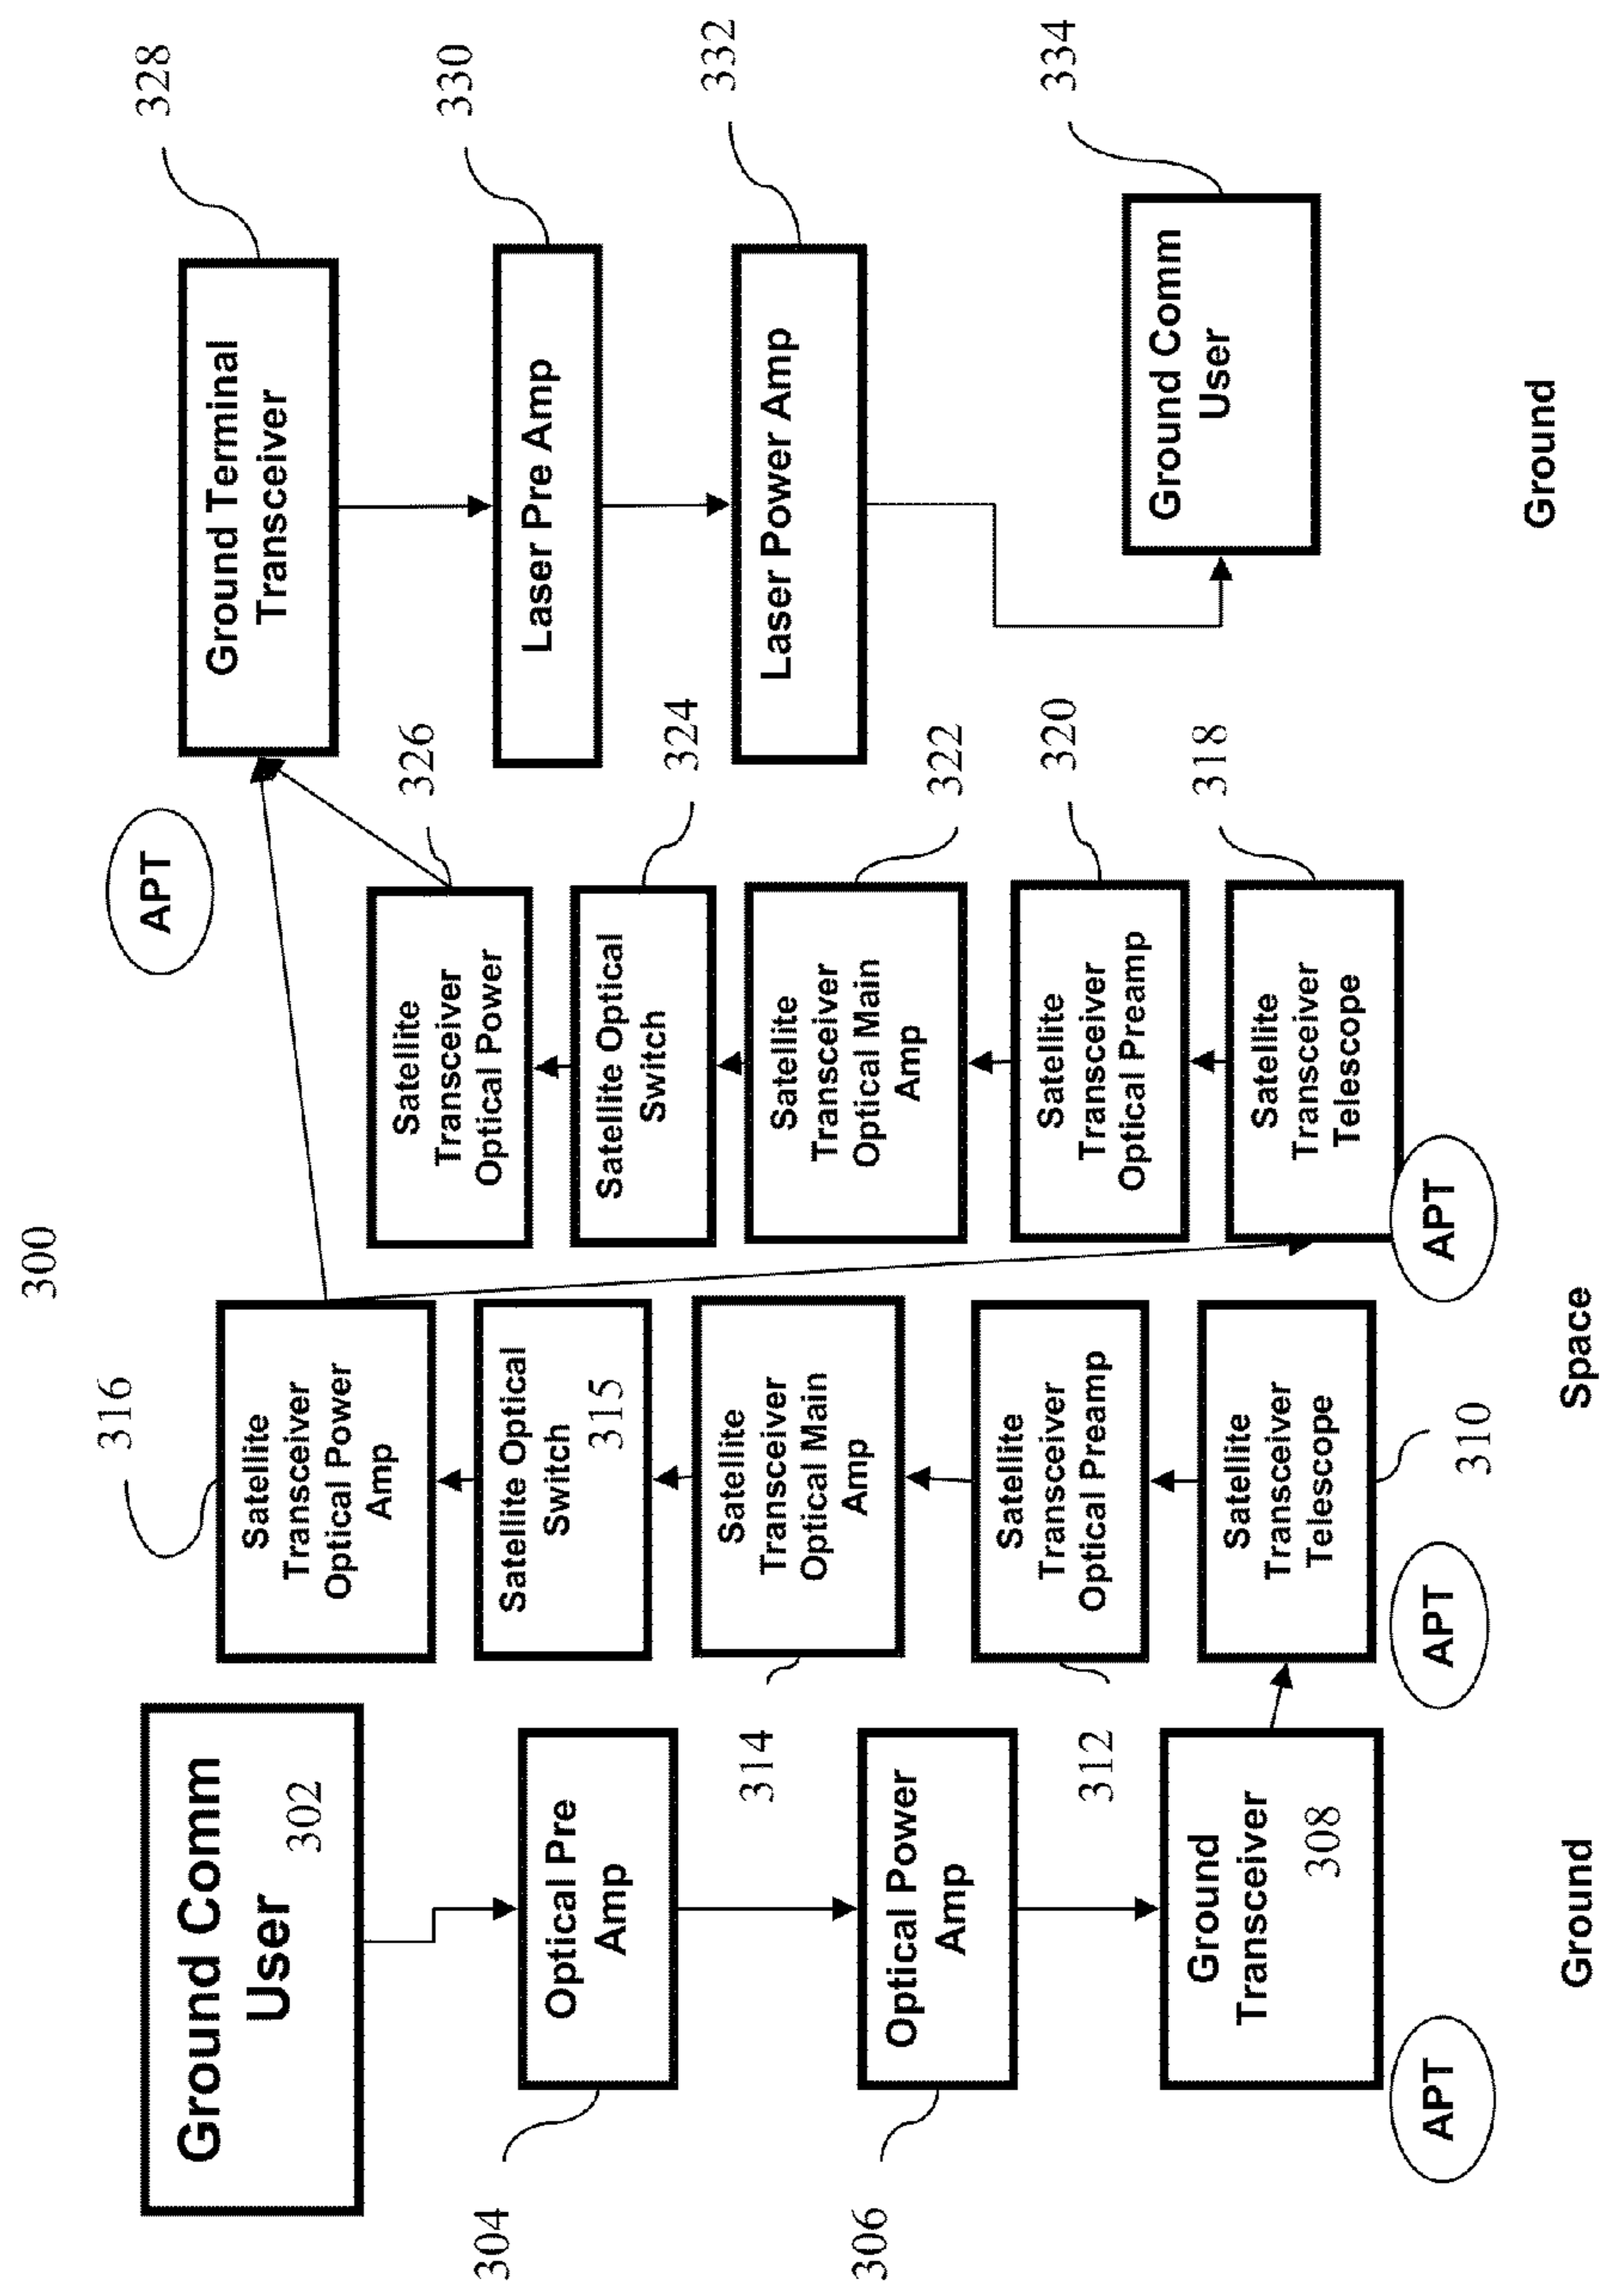 300
Ground Comm
User
302
304
Optical Pre
Amp
306
Optical Power
Amp
Ground
Transceiver
308
APT
Ground
316
Satellite
Transceiver
Optical Power
Amp
Satellite Optical
Switch 315
314
Satellite
Transceiver
Optical Main
Amp
312
Satellite
Transceiver
Optical Preamp
Satellite
Transceiver
Telescope
310
APT
Space
326
Satellite
Transceiver
Optical Power
324
Satellite Optical
Switch
322
Satellite
Transceiver
Optical Main
Amp
320
Satellite
Transceiver
Optical Preamp
318
Satellite
Transceiver
Telescope
APT
APT
328
Ground Terminal
Transceiver
330
Laser Pre Amp
332
Laser Power Amp
334
Ground Comm
User
Ground